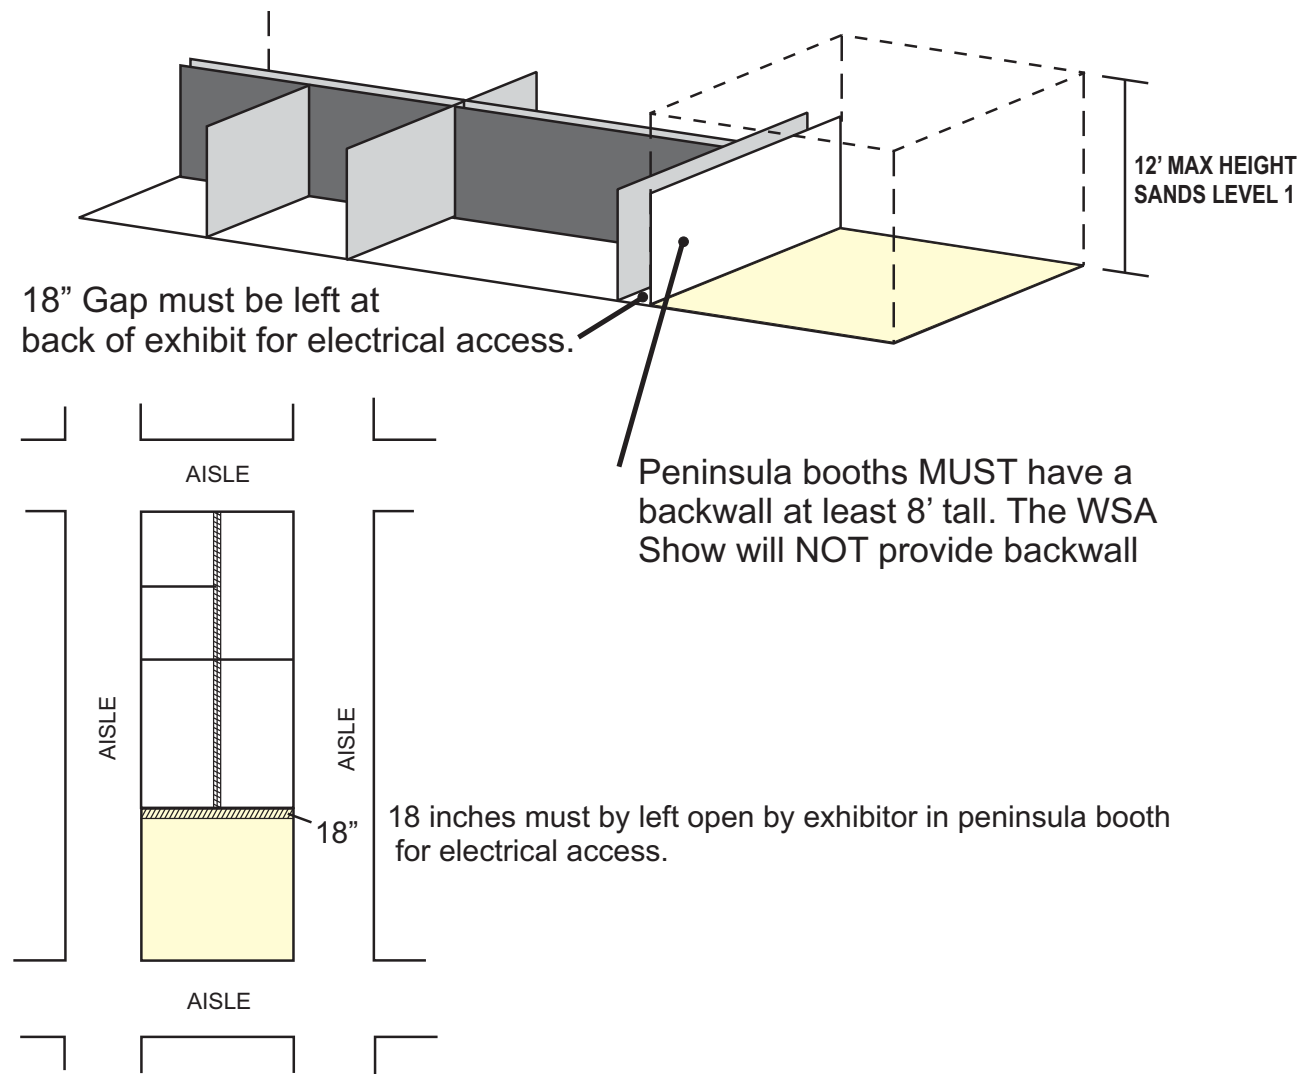 12’ MAX HEIGHT
SANDS LEVEL 1
18” Gap must be left at
back of exhibit for electrical access.
Peninsula booths MUST have a
backwall at least 8’ tall. The WSA
Show will NOT provide backwall
AISLE
AISLE
AISLE
18”
18 inches must by left open by exhibitor in peninsula booth
for electrical access.
AISLE